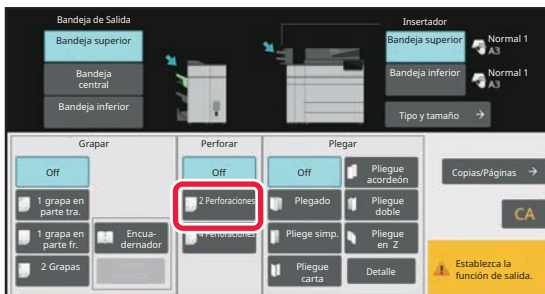 Bandeja de Salida
Bandeja superior
Bandeja
central
Bandeja inferior
Insertador
Bandeja superior
Normal 1
A3
Bandeja inferior
Normal 1
A3
Tipo y tamaño
Grapar
Off
1 grapa en
parte tra.
1 grapa en
parte fr.
2 Grapas
Encua-
dernador
Perforar
Off
2 Perforaciones
4 Perforaciones
Plegar
Off
Plegado
Pliege simp.
Pliegue
carta
Pliegue
acordeón
Pliegue
doble
Pliegue
en Z
Detalle
Copias/Páginas
CA
Establezca la
función de salida.